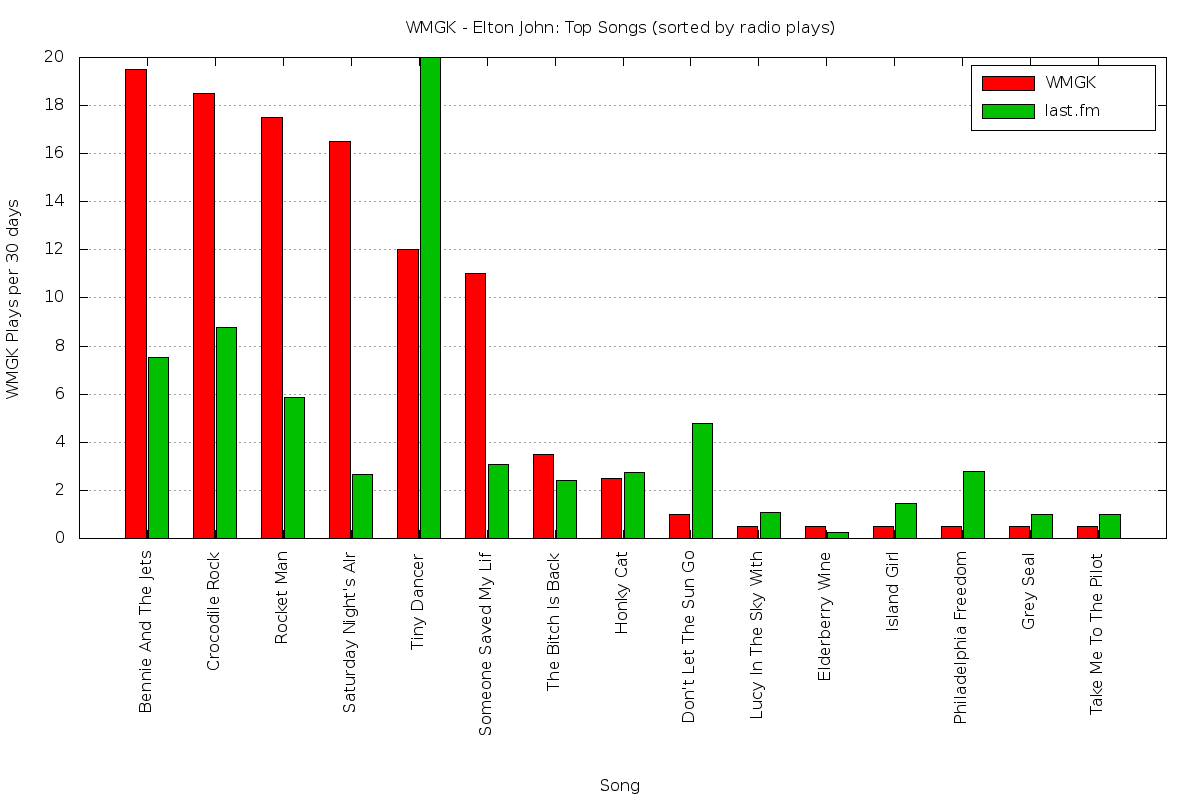 WMGK - Elton John: Top Songs (sorted by radio plays)
WMGK
last.fm
WMGK Plays per 30 days
20
18
16
14
12
10
8
6
4
2
0
Bennie And The Jets
Crocodile Rock
Rocket Man
Saturday Night's Alr
Tiny Dancer
Someone Saved My Lif
The Bitch Is Back
Honky Cat
Don't Let The Sun Go
Lucy In The Sky With
Elderberry Wine
Island Girl
Philadelphia Freedom
Grey Seal
Take Me To The Pilot
Song